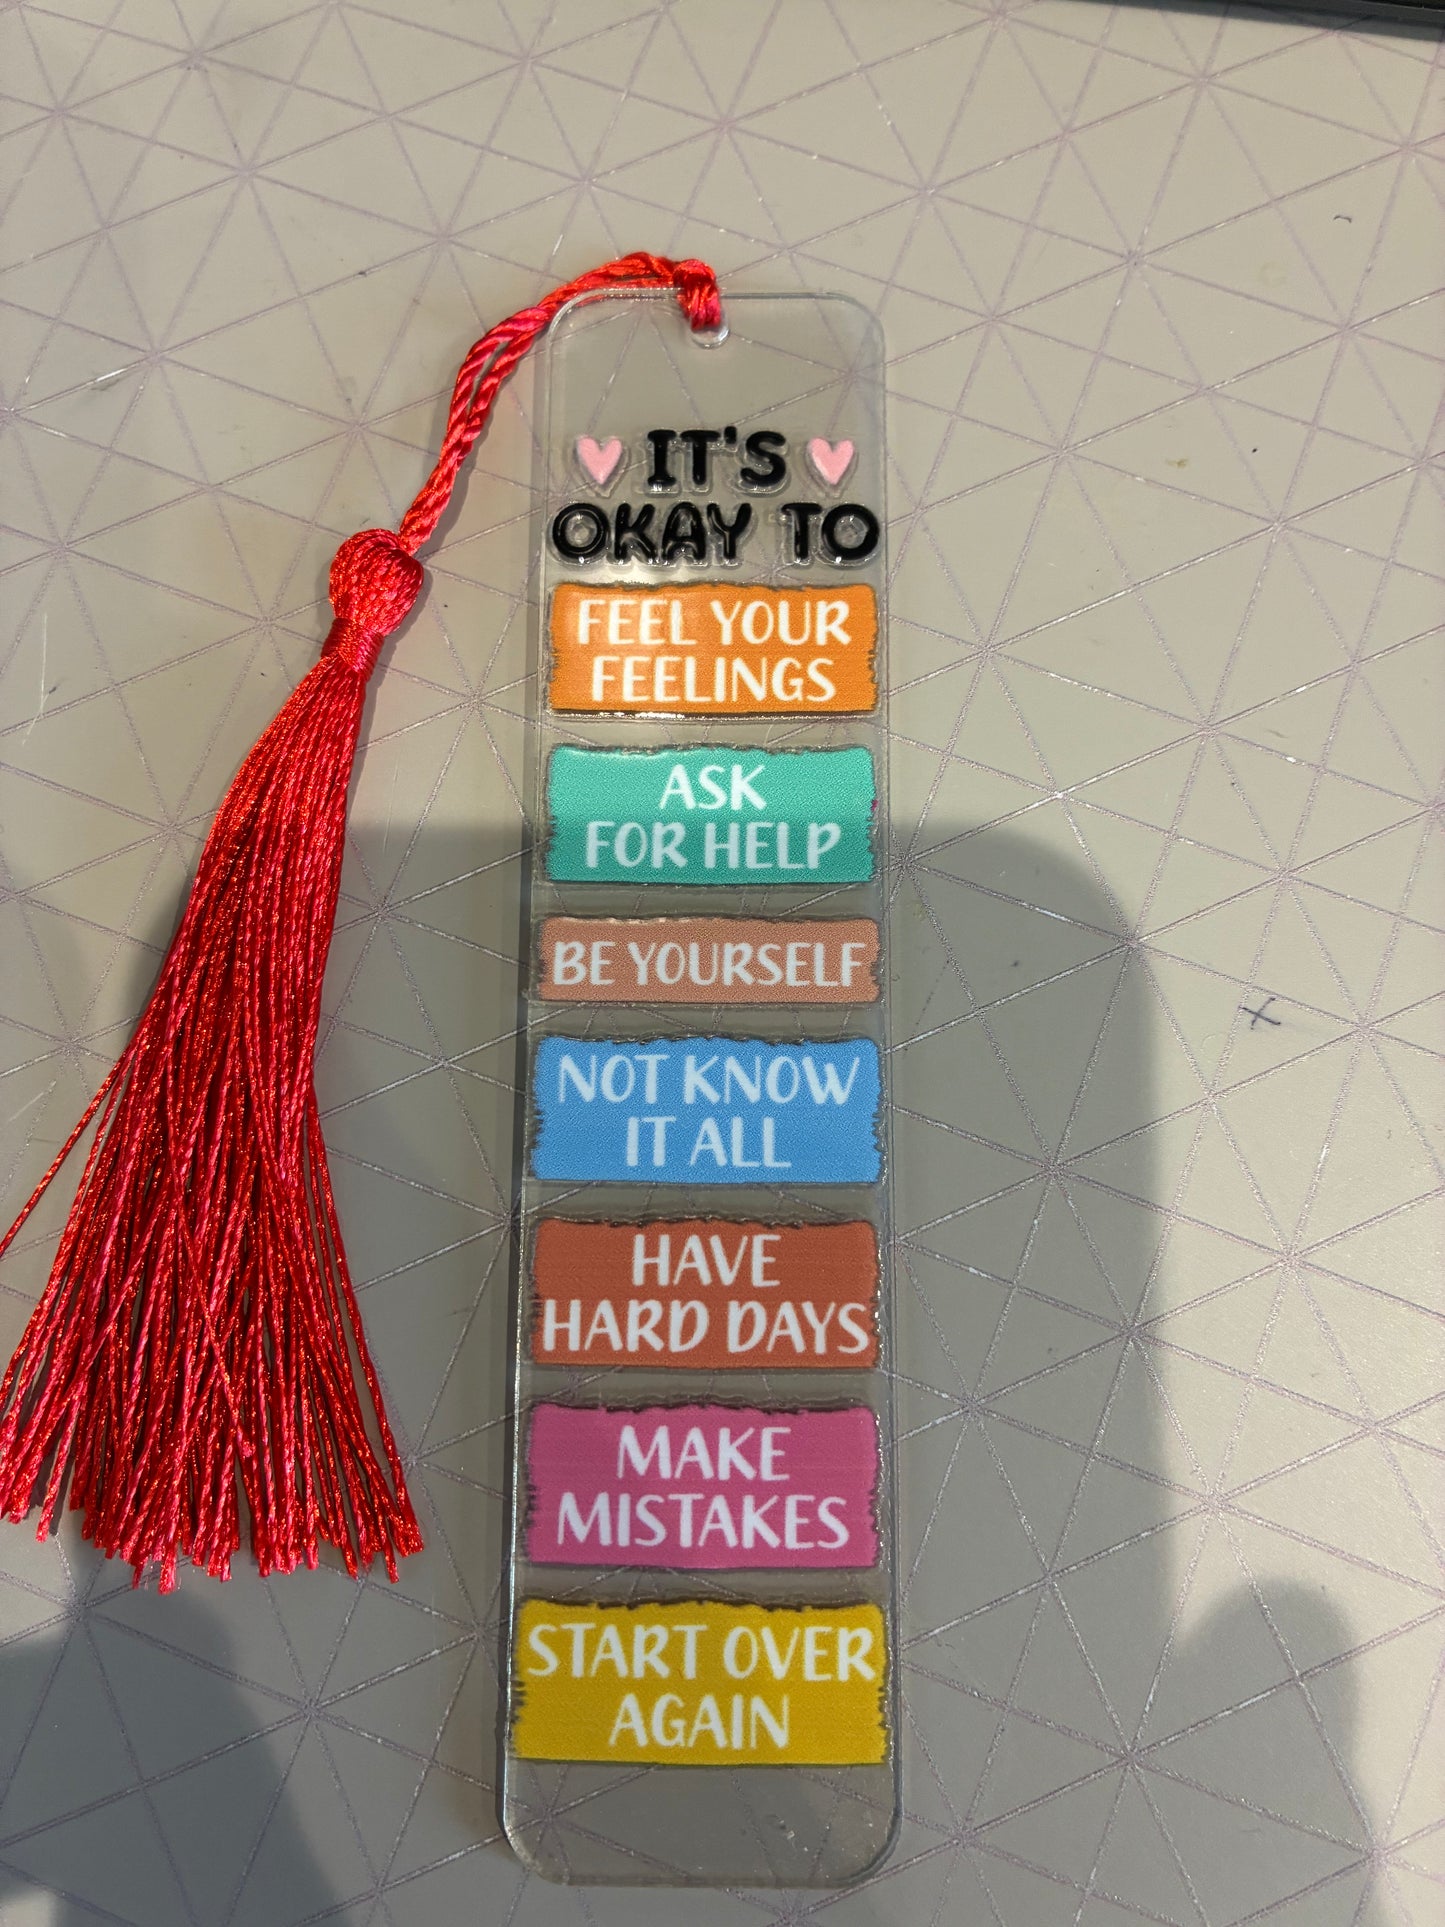 IT'S
OKAY TO
FEEL YOUR
FEELINGS
ASK
FOR HELP
BE YOURSELF
NOT KNOW
IT ALL
HAVE
HARD DAYS
MAKE
MISTAKES
START OVER
AGAIN